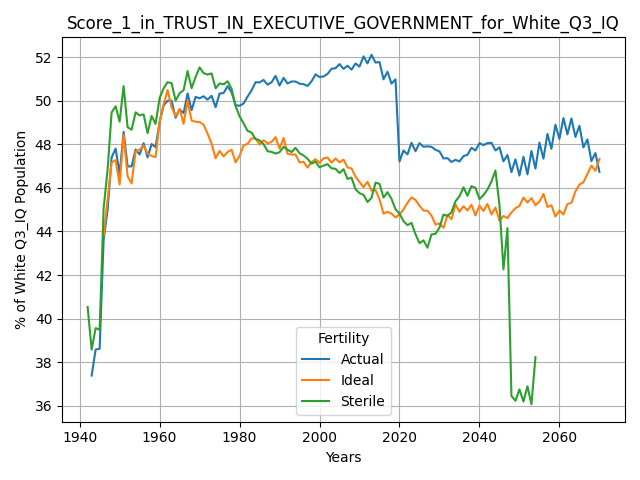 Score_1_in_TRUST_IN_EXECUTIVE_GOVERNMENT_for_White_Q3_IQ
% of White Q3_IQ Population
52
50
48
46
44
42
40
38
36
Fertility
Actual
Ideal
Sterile
1940 1960 1980 2000 2020 2040 2060
Years